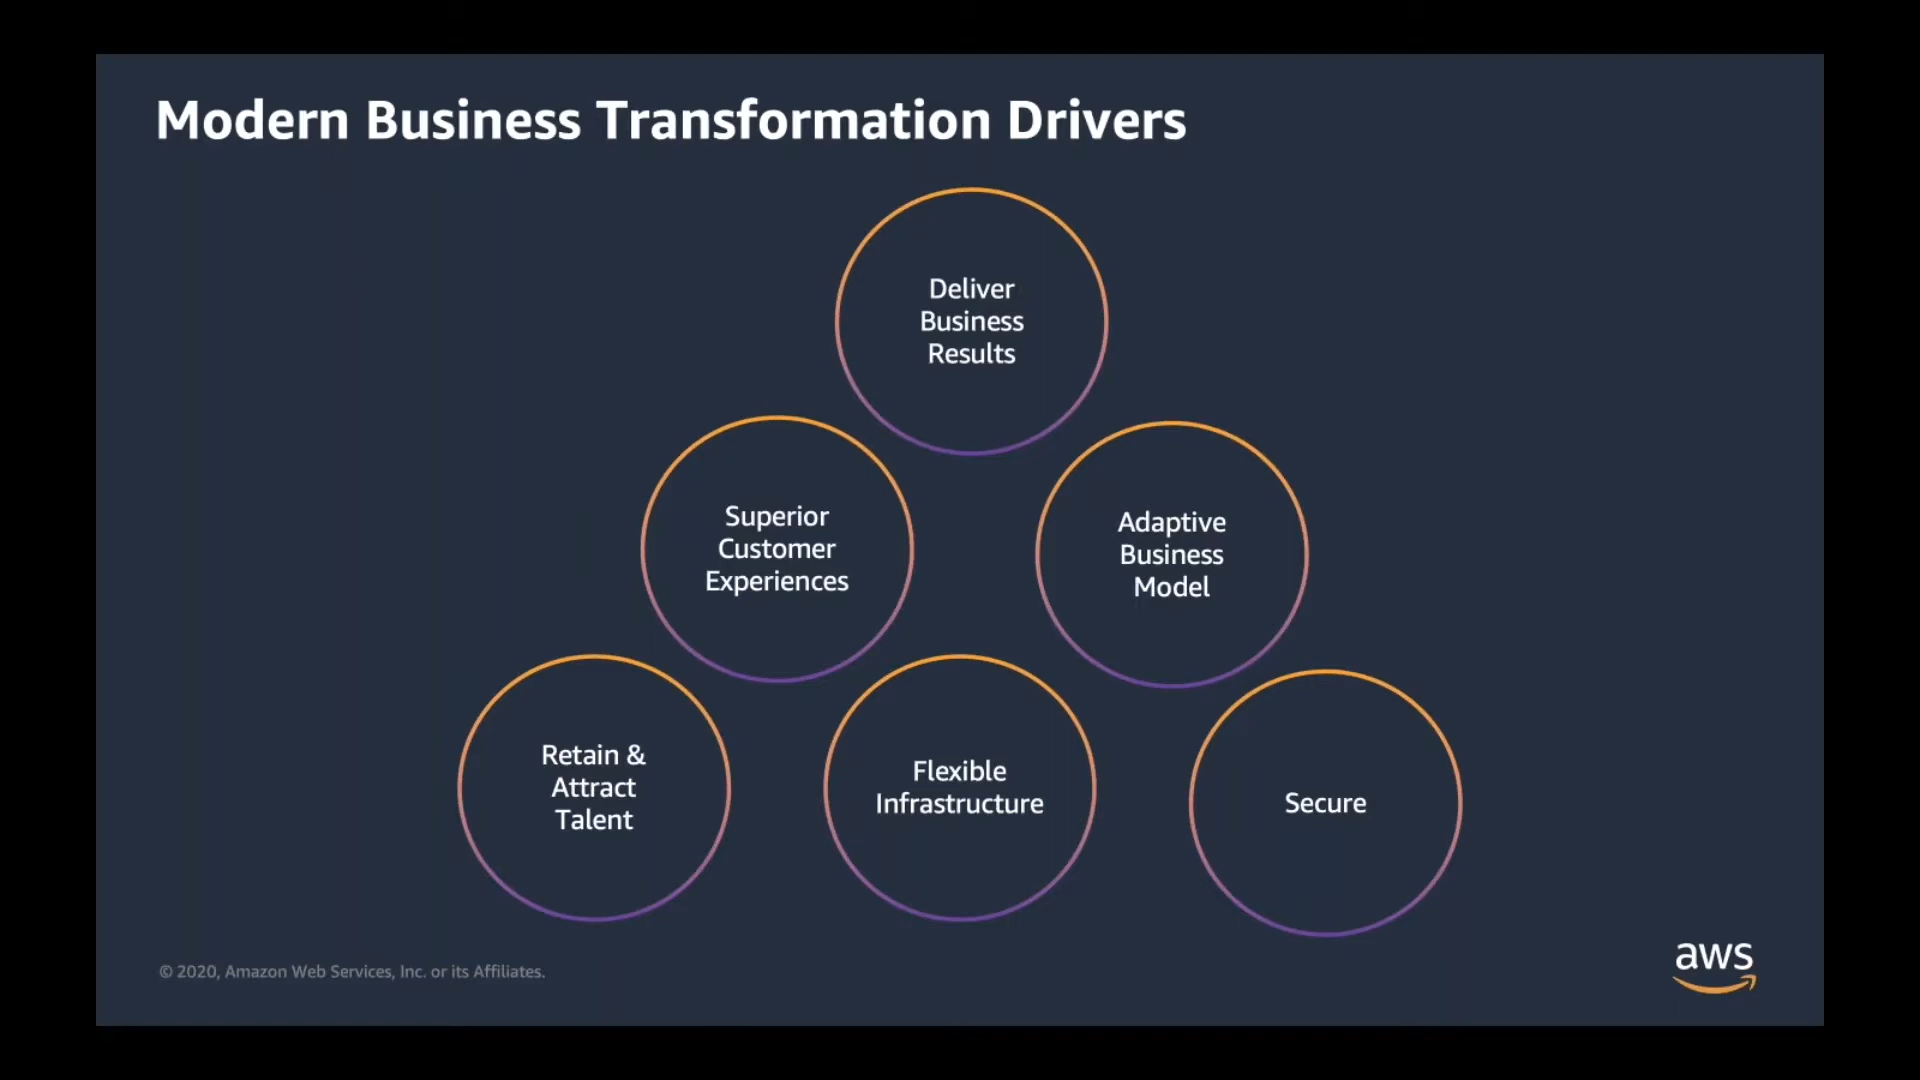 Modern Business Transformation Drivers
Deliver
Business
Results
Superior
Customer
Experiences
Adaptive
Business
Model
Retain &
Attract
Talent
Flexible
Infrastructure
Secure
© 2020, Amazon Web Services, Inc. or its Affiliates.
aws